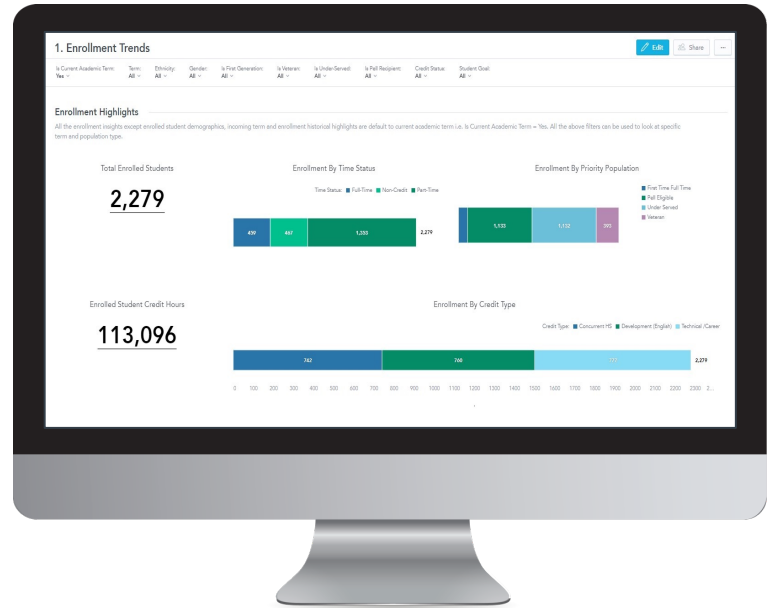 1. Enrollment Trends
Edit
Share
Is Current Academic Term: Term: Ethnicity: Gender: Is First Generation: Is Veteran: Is Under-Served: Is Pell Recipient: Credit Status: Student Goal:
Yes All All All All All All All All All
Enrollment Highlights
All the enrollment insights except enrolled student demographics, incoming term and enrollment historical highlights are default to current academic term i.e. Is Current Academic Term = Yes. All the above filters can be used to look at specific
term and population type.
Total Enrolled Students
2,279
Enrollment By Time Status
Time Status: Full-Time Non-Credit Part-Time
459 467 2,279
Enrollment By Priority Population
First Time Full Time
Pell Eligible
Under Served
Veteran
1,133 1,132
Enrolled Student Credit Hours
113,096
Enrollment By Credit Type
Credit Type: Concurrent HS Development (English) Technical /Career
760 2,279
0 100 200 300 400 500 600 700 800 900 1000 1100 1200 1300 1400 1500 1600 1700 1800 1900 2000 2100 2200 2300 2...